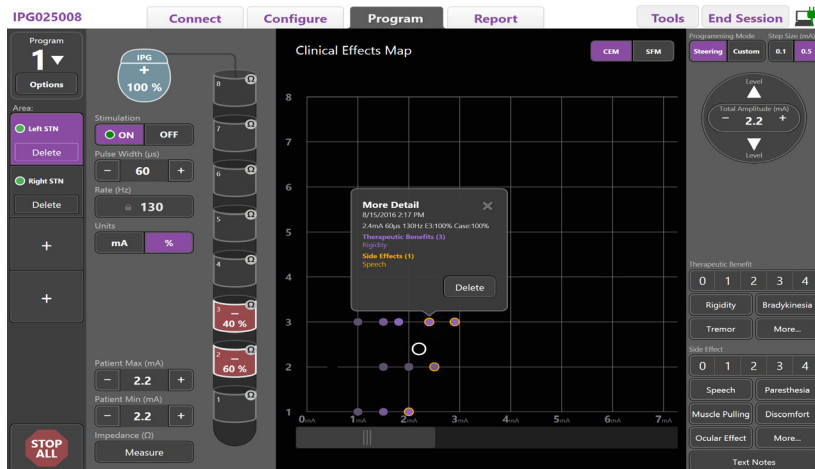 IPG025008
Connect
Configure
Program
Report
Tools
End Session
Program
1
Options
Area:
Left STN
Delete
Right STN
Delete
+
+
STOP
ALL
IPG
+
100 %
Stimulation
ON OFF
Pulse Width (µs)
− 60 +
Rate (Hz)
130
Units
mA %
Patient Max (mA)
− 2.2 +
Patient Min (mA)
− 2.2 +
Impedance (Ω)
Measure
8 Ω
7 Ω
6 Ω
5 Ω
4 Ω
3 Ω
−
40 %
2 Ω
−
60 %
1 Ω
Clinical Effects Map
CEM SFM
8
7
6
5
4
3
2
1
0mA 1mA 2mA 3mA 4mA 5mA 6mA 7mA
More Detail
8/15/2016 2:17 PM
2.4mA 60µs 130Hz E3:100% Case:100%
Therapeutic Benefits (3)
Rigidity
Side Effects (1)
Speech
Delete
Programming Mode Step Size (mA)
Steering Custom 0.1 0.5
Level
Total Amplitude (mA)
− 2.2 +
Level
Therapeutic Benefit
0 1 2 3 4
Rigidity Bradykinesia
Tremor More...
Side Effect
0 1 2 3 4
Speech Paresthesia
Muscle Pulling Discomfort
Ocular Effect More...
Text Notes